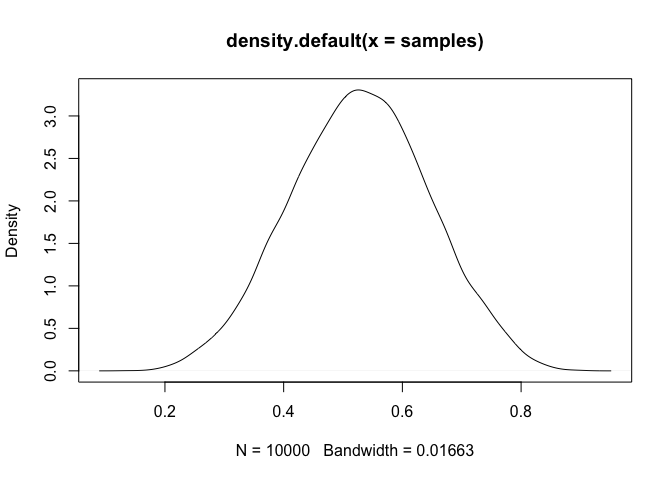 density.default(x = samples)
Density
3.0
2.5
2.0
1.5
1.0
0.5
0.0
0.2 0.4 0.6 0.8
N = 10000 Bandwidth = 0.01663